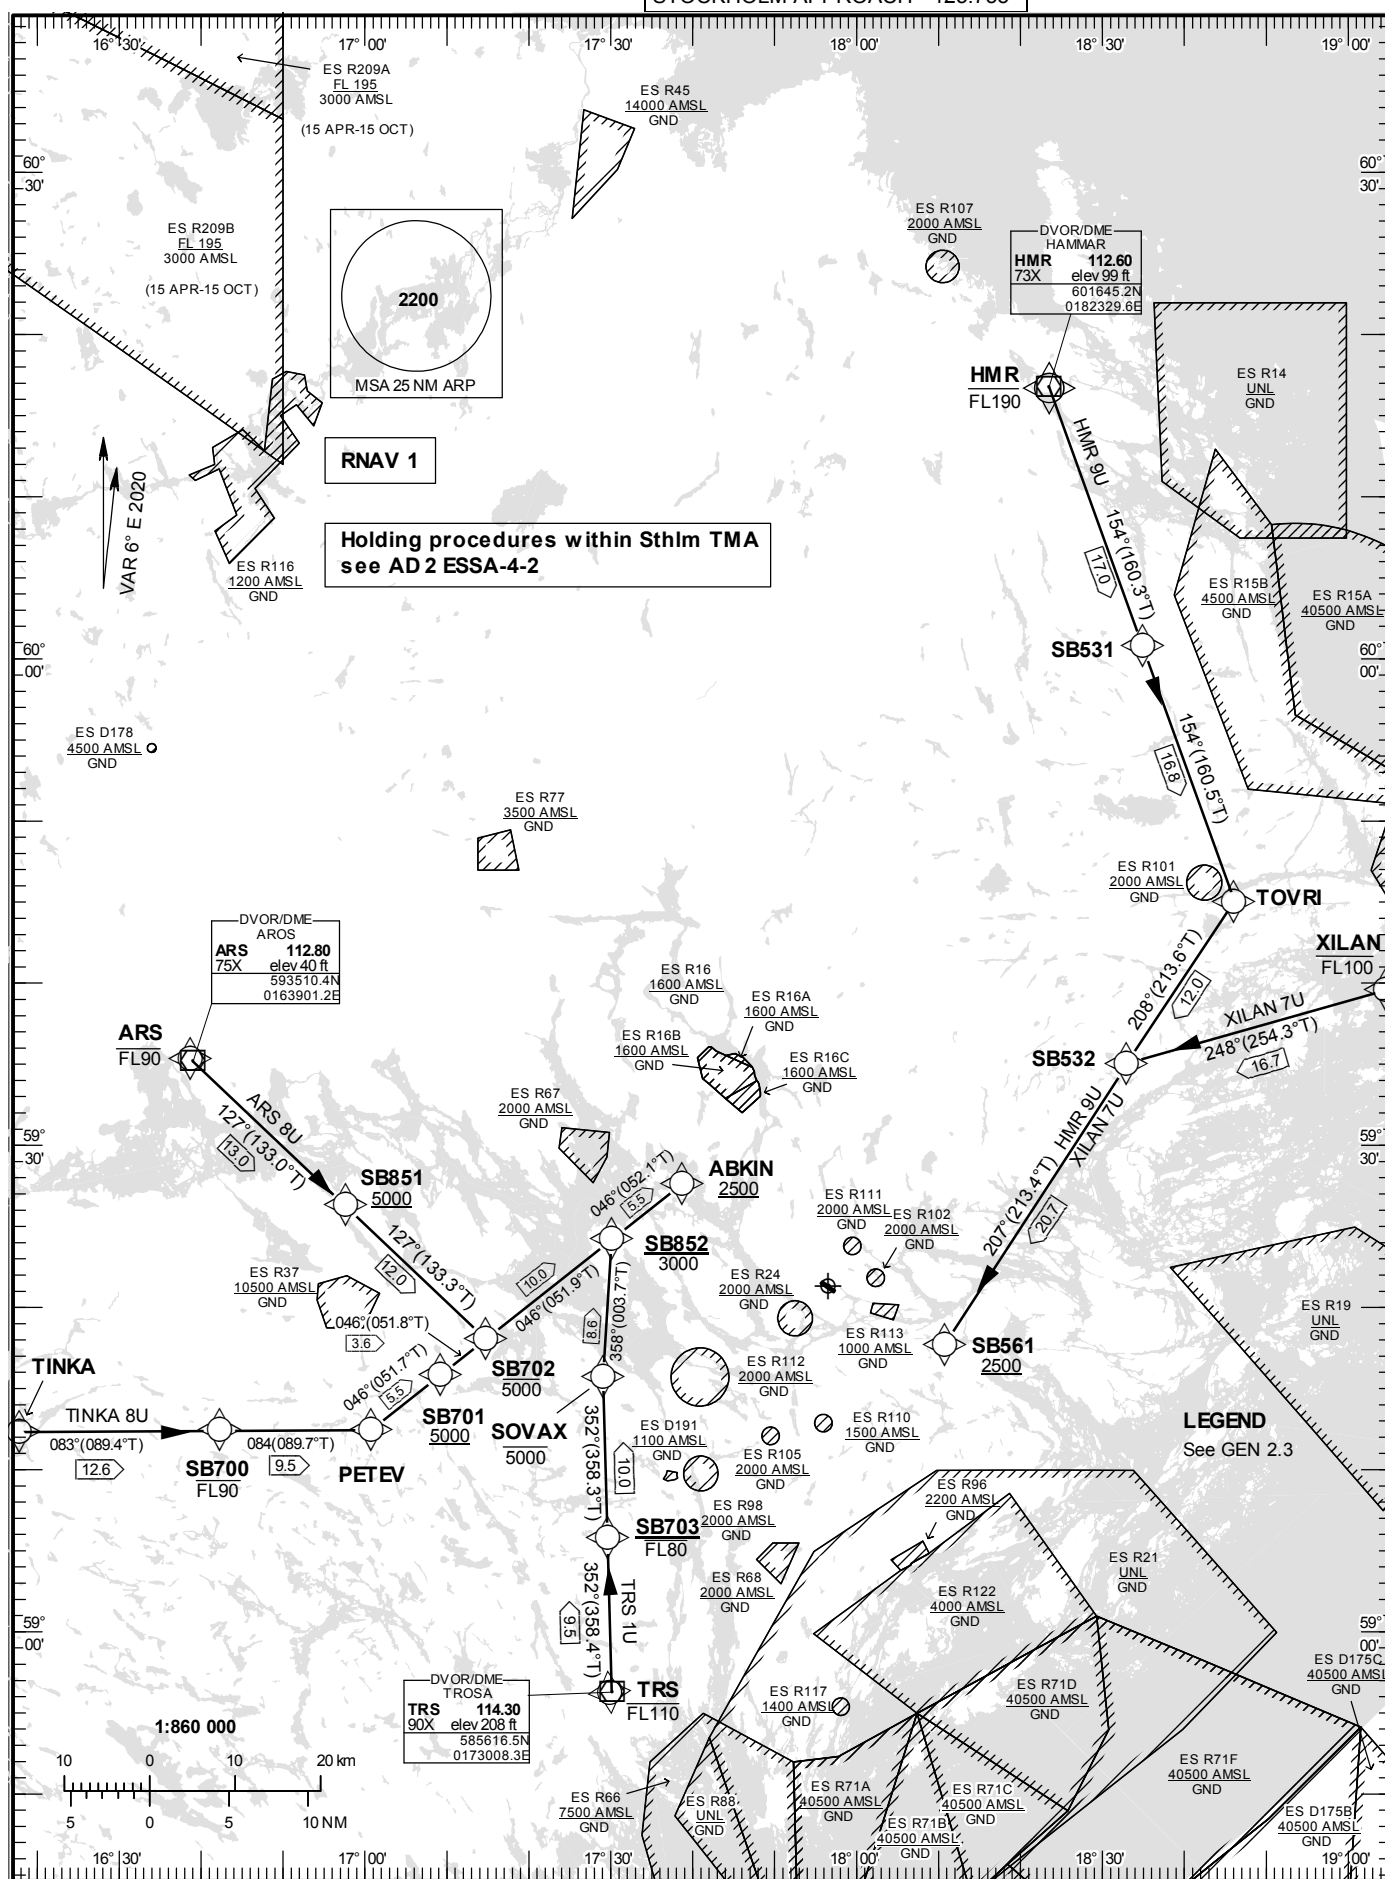 16° 30'
17° 00'
17° 30'
18° 00'
18° 30'
19° 00'
ES R209A
FL 195
3000 AMSL
(15 APR-15 OCT)
ES R45
14000 AMSL
GND
60°
30'
60°
30'
ES R209B
FL 195
3000 AMSL
(15 APR-15 OCT)
2200
MSA 25 NM ARP
ES R107
2000 AMSL
GND
DVOR/DME
HAMMAR
HMR 112.60
73X elev 99 ft
601645.2N
0182329.6E
HMR
FL190
ES R14
UNL
GND
RNAV 1
HMR 9U
VAR 6° E 2020
Holding procedures within Sthlm TMA
see AD 2 ESSA-4-2
154°(160.3°T)
17.0
ES R116
1200 AMSL
GND
ES R15B
4500 AMSL
GND
ES R15A
40500 AMSL
GND
SB531
60°
00'
60°
00'
ES D178
4500 AMSL
GND
154°(160.5°T)
16.8
ES R77
3500 AMSL
GND
ES R101
2000 AMSL
GND
TOVRI
DVOR/DME
AROS
ARS 112.80
75X elev 40 ft
593510.4N
0163901.2E
XILAN
FL100
208°(213.6°T)
12.0
ES R16
1600 AMSL
GND
ES R16A
1600 AMSL
GND
XILAN 7U
248°(254.3°T)
16.7
ARS
FL90
ES R16B
1600 AMSL
GND
ES R16C
1600 AMSL
GND
SB532
ARS 8U
127°(133.0°T)
13.0
ES R67
2000 AMSL
GND
HMR 9U
XILAN 7U
59°
30'
59°
30'
SB851
5000
046°(052.1°T)
5.5
ABKIN
2500
207°(213.4°T)
20.7
ES R111
2000 AMSL
GND
ES R102
2000 AMSL
GND
127°(133.3°T)
12.0
SB852
3000
ES R37
10500 AMSL
GND
10.0
046°(051.9°T)
ES R24
2000 AMSL
GND
ES R19
UNL
GND
046°(051.8°T)
3.6
8.6
358°(003.7°T)
ES R113
1000 AMSL
GND
SB561
2500
TINKA
046°(051.7°T)
5.5
SB702
5000
ES R112
2000 AMSL
GND
TINKA 8U
083°(089.4°T)
12.6
SB700
FL90
084(089.7°T)
9.5
PETEV
SB701
5000
SOVAX
5000
352°(358.3°T)
10.0
ES D191
1100 AMSL
GND
ES R105
2000 AMSL
GND
ES R110
1500 AMSL
GND
LEGEND
See GEN 2.3
ES R96
2200 AMSL
GND
SB703
FL80
ES R98
2000 AMSL
GND
ES R68
2000 AMSL
GND
ES R122
4000 AMSL
GND
ES R21
UNL
GND
TRS 1U
352°(358.4°T)
9.5
59°
00'
59°
00'
DVOR/DME
TROSA
TRS 114.30
90X elev 208 ft
585616.5N
0173008.3E
TRS
FL110
ES R117
1400 AMSL
GND
ES R71D
40500 AMSL
GND
ES D175C
40500 AMSL
GND
1:860 000
10 0 10 20 km
5 0 5 10 NM
ES R66
7500 AMSL
GND
ES R88
UNL
GND
ES R71A
40500 AMSL
GND
ES R71B
40500 AMSL
GND
ES R71C
40500 AMSL
GND
ES R71F
40500 AMSL
GND
ES D175B
40500 AMSL
GND
16° 30'
17° 00'
17° 30'
18° 00'
18° 30'
19° 00'